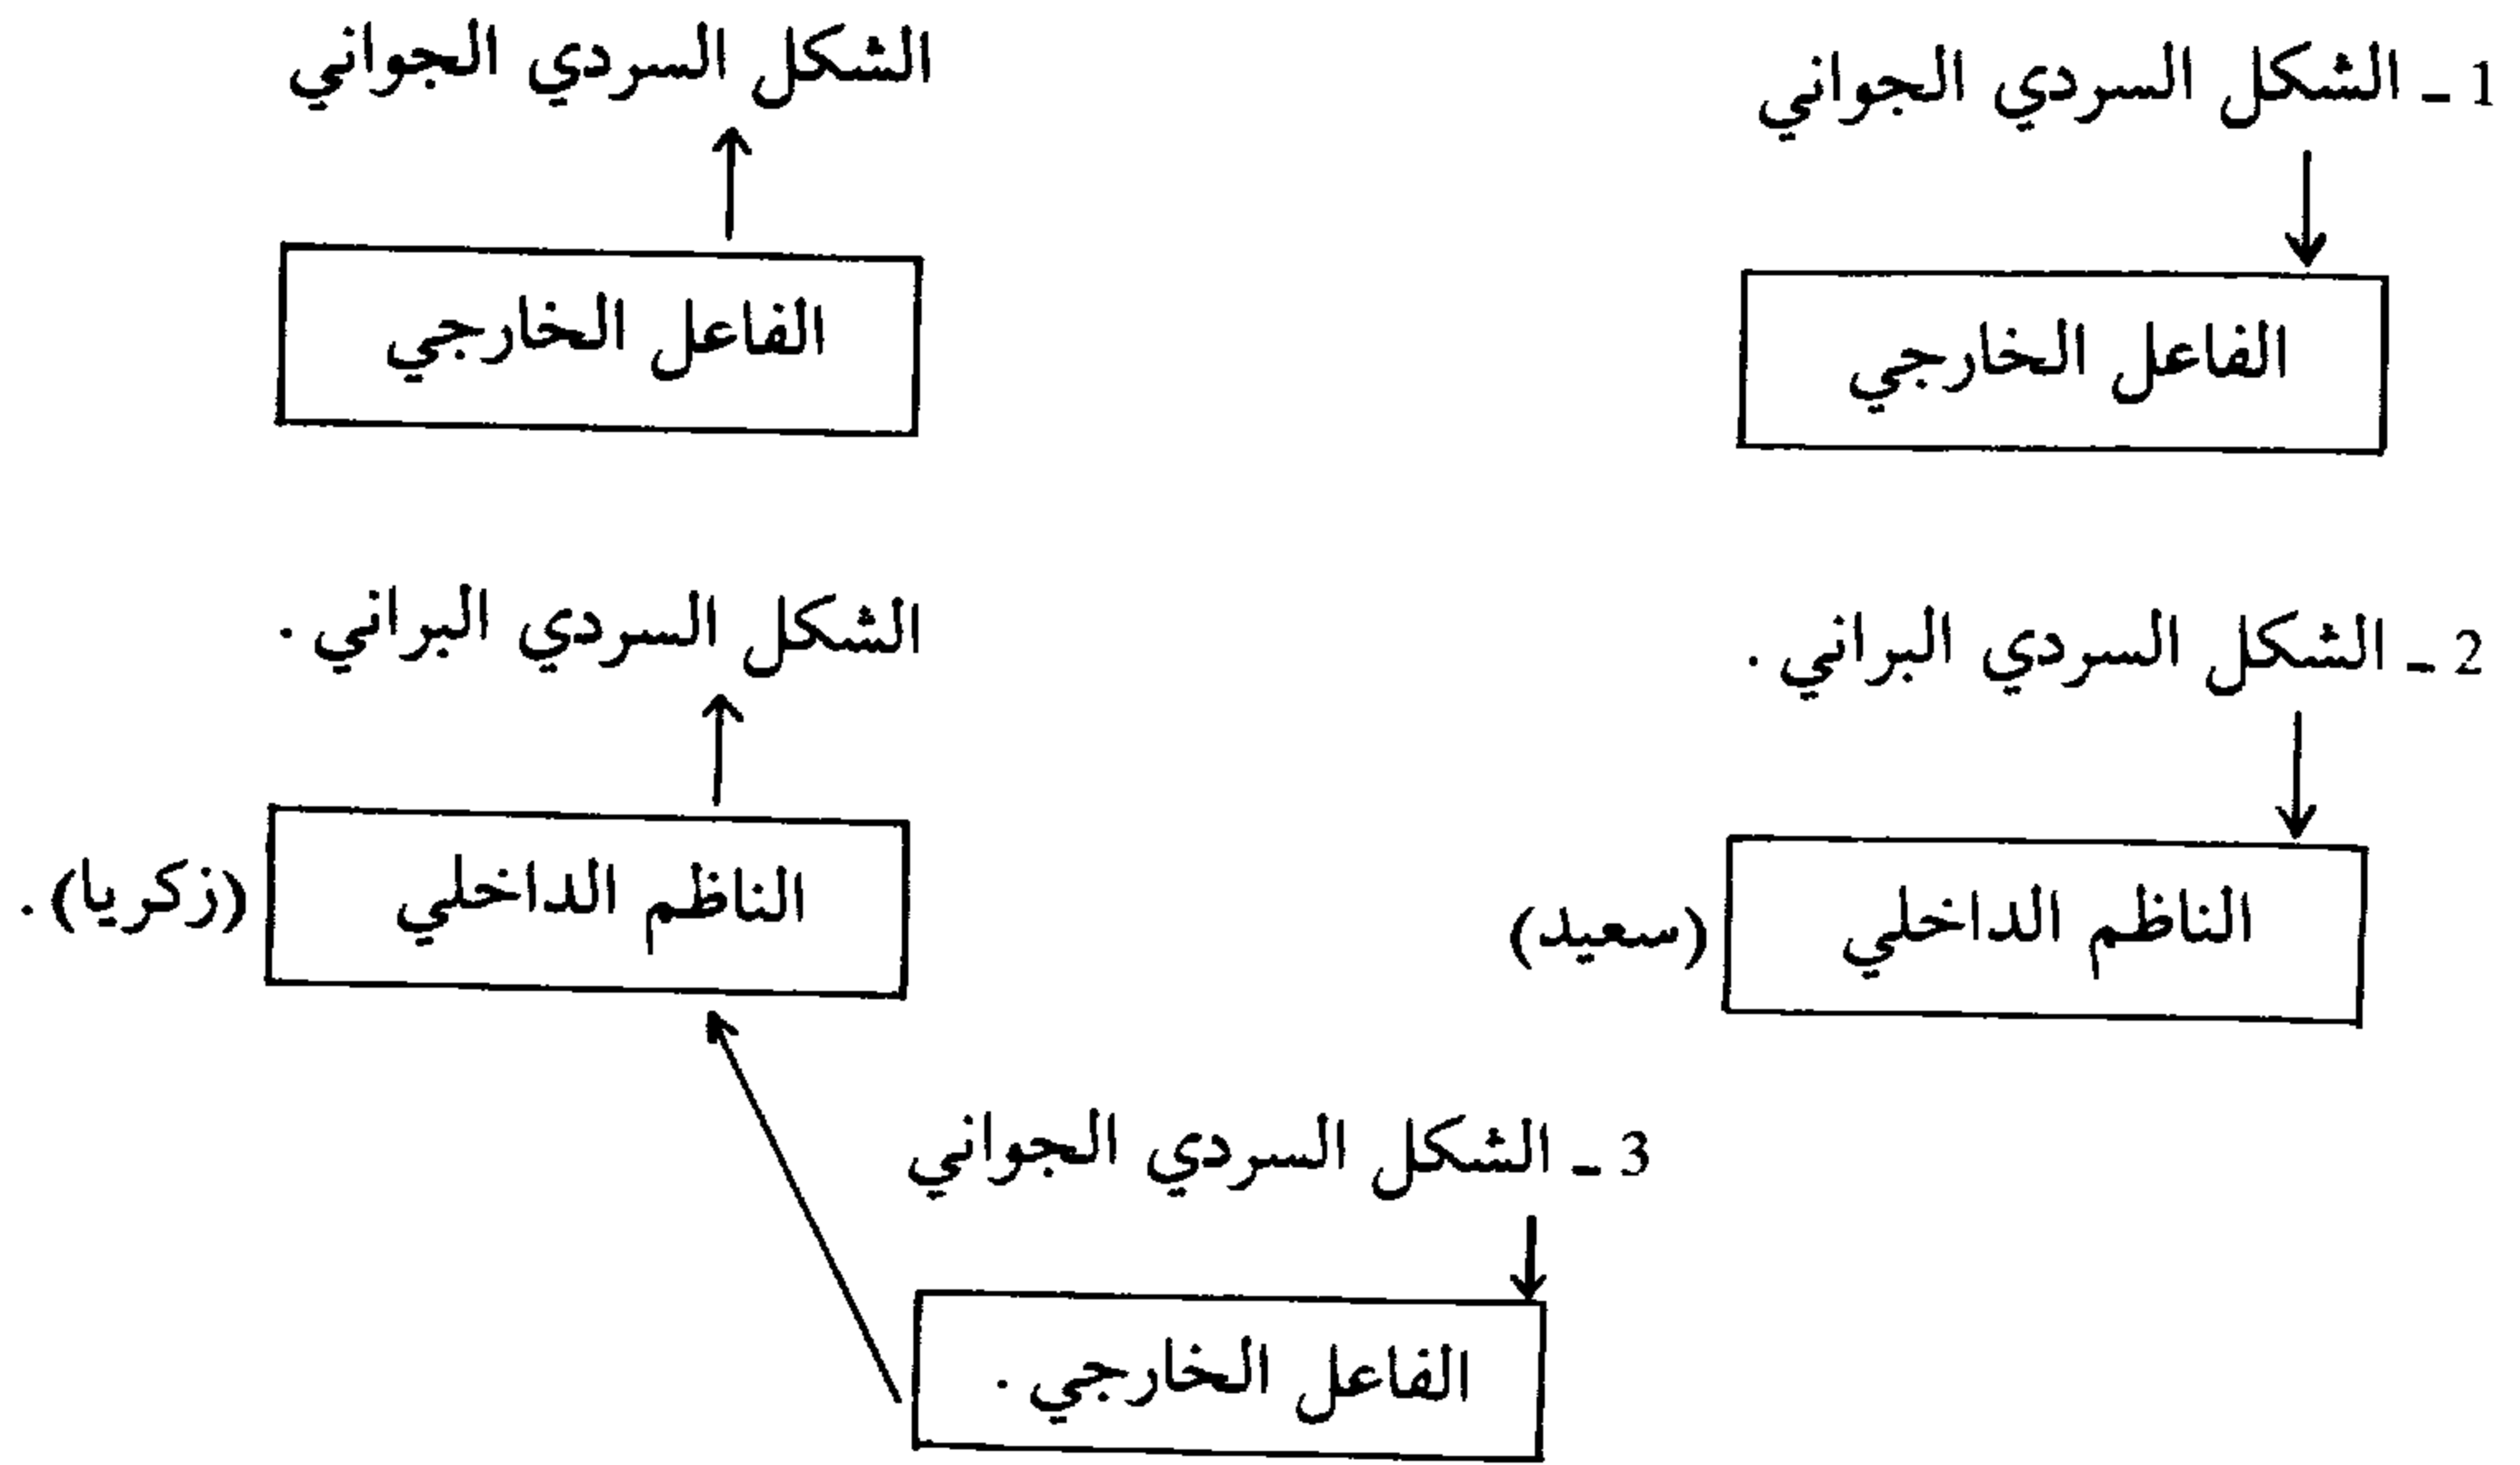 1 ـ الشكل السردي الجواني
الشكل السردي الجواني
الفاعل الخارجي
الفاعل الخارجي
2 ـ الشكل السردي البراني .
الشكل السردي البراني .
الناظم الداخلي
(سعيد)
الناظم الداخلي
(زكريا) .
3 ـ الشكل السردي الجواني
الفاعل الخارجي .